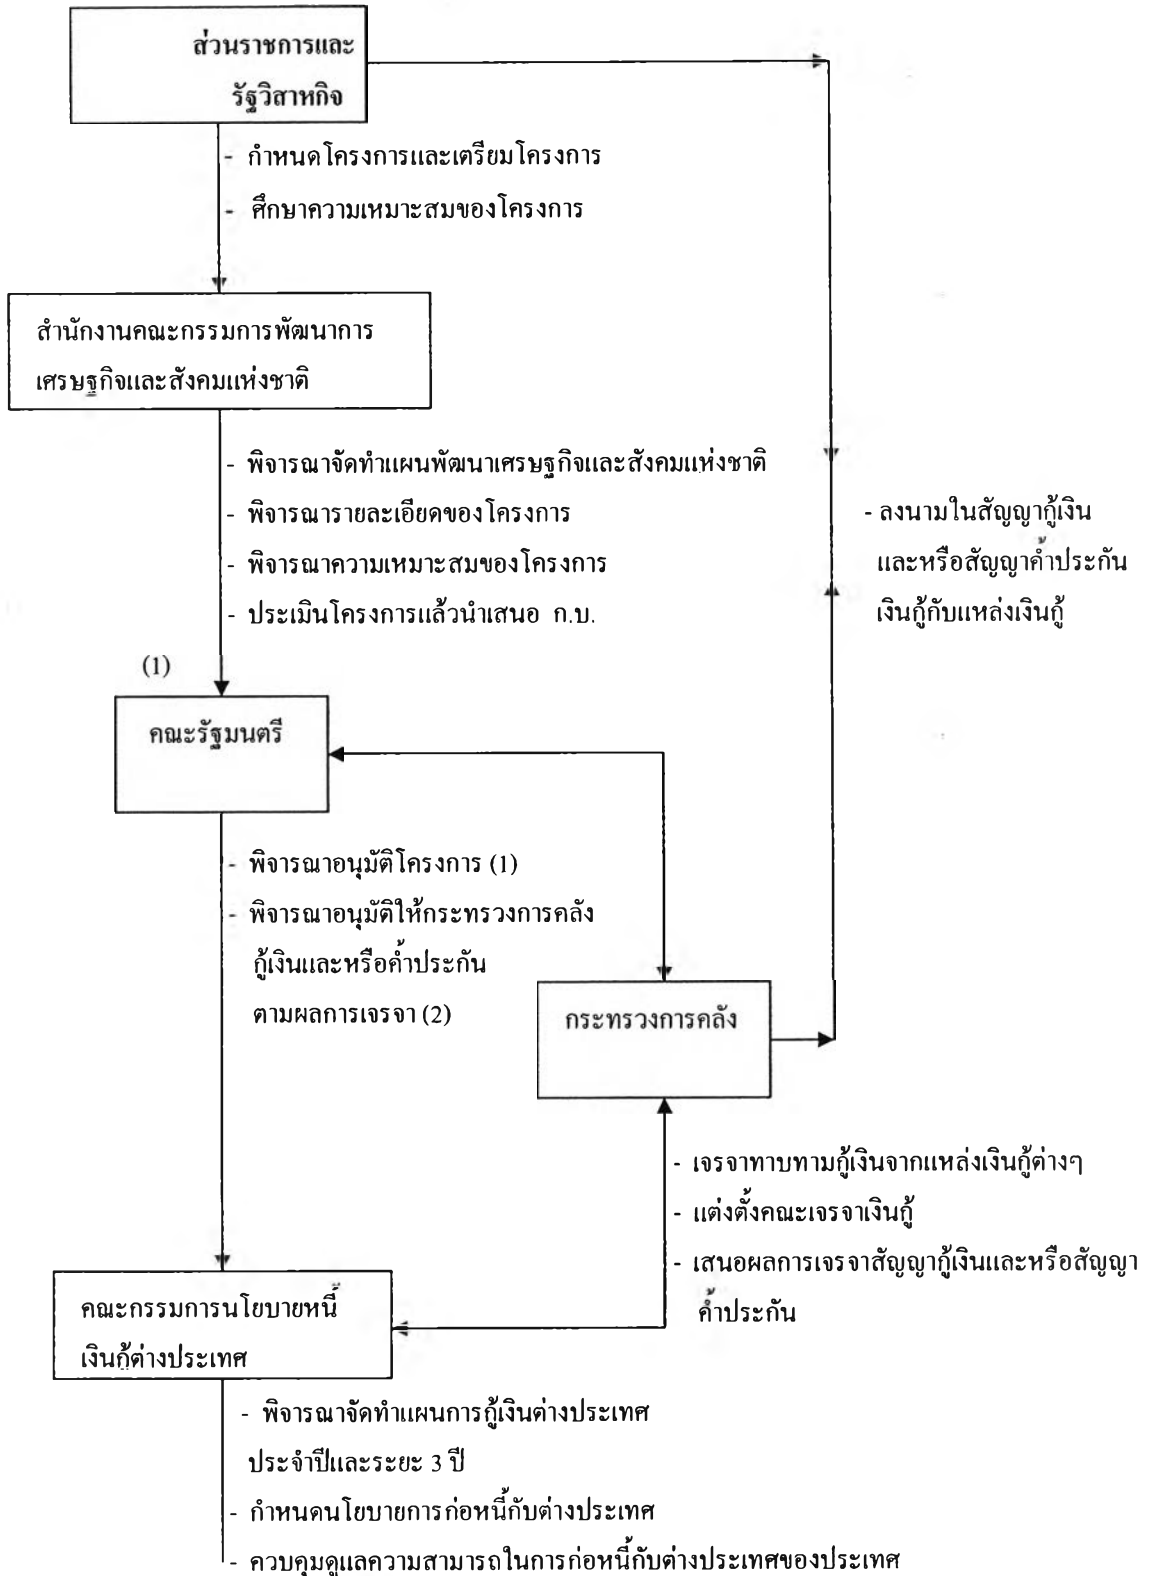 ส่วนราชการและ
รัฐวิสาหกิจ
- กำหนดโครงการและเตรียมโครงการ
- ศึกษาความเหมาะสมของโครงการ
สำนักงานคณะกรรมการพัฒนาการ
เศรษฐกิจและสังคมแห่งชาติ
- พิจารณาจัดทำแผนพัฒนาเศรษฐกิจและสังคมแห่งชาติ
- พิจารณารายละเอียดของโครงการ
- พิจารณาความเหมาะสมของโครงการ
- ประเมินโครงการแล้วนำเสนอ ก.บ.
- ลงนามในสัญญากู้เงิน
และหรือสัญญาค้ำประกัน
เงินกู้กับแหล่งเงินกู้
(1)
คณะรัฐมนตรี
- พิจารณาอนุมัติโครงการ (1)
- พิจารณาอนุมัติให้กระทรวงการคลัง
กู้เงินและหรือค้ำประกัน
ตามผลการเจรจา (2)
กระทรวงการคลัง
- เจรจาทาบทามกู้เงินจากแหล่งเงินกู้ต่างๆ
- แต่งตั้งคณะเจรจาเงินกู้
- เสนอผลการเจรจาสัญญากู้เงินและหรือสัญญา
ค้ำประกัน
คณะกรรมการนโยบายหนี้
เงินกู้ต่างประเทศ
- พิจารณาจัดทำแผนการกู้เงินต่างประเทศ
ประจำปีและระยะ 3 ปี
- กำหนดนโยบายการก่อหนี้กับต่างประเทศ
- ควบคุมดูแลความสามารถในการก่อหนี้กับต่างประเทศของประเทศ